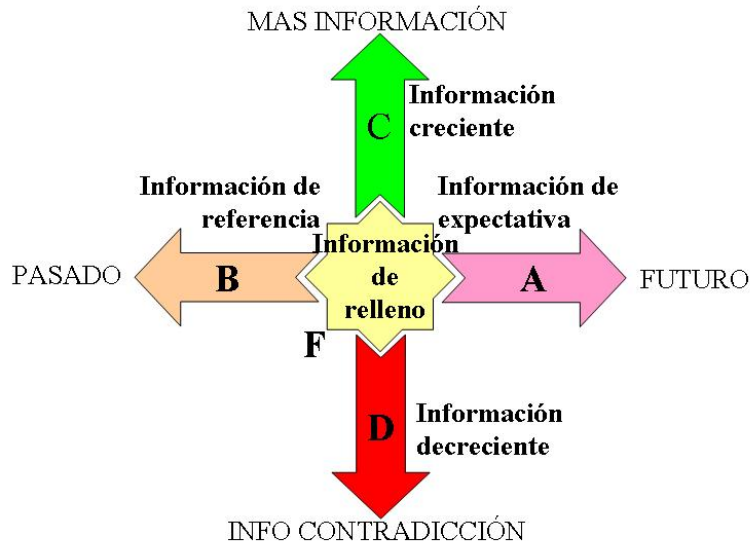 MAS INFORMACIÓN
C
Información
creciente
Información de
referencia
Información de
expectativa
PASADO
B
Información
de
relleno
A
FUTURO
F
D
Información
decreciente
INFO CONTRADICCIÓN